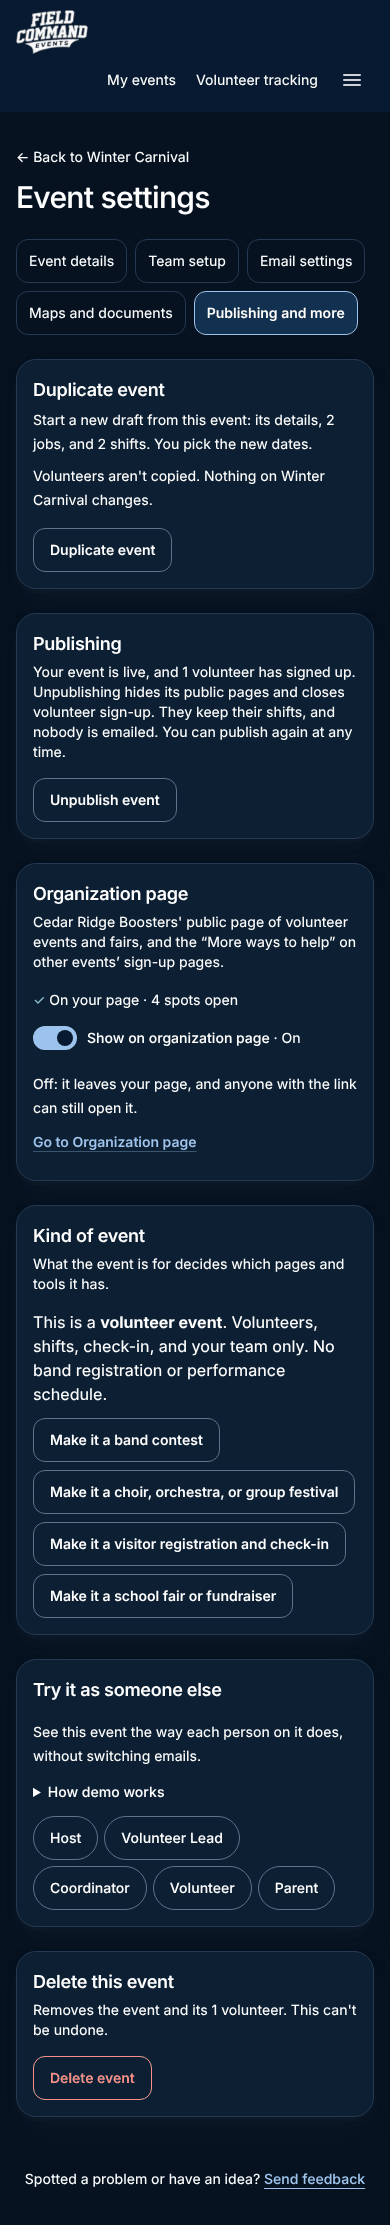 FIELD
COMMAND
EVENTS
My events Volunteer tracking
← Back to Winter Carnival
Event settings
Event details Team setup Email settings
Maps and documents Publishing and more
Duplicate event
Start a new draft from this event: its details, 2
jobs, and 2 shifts. You pick the new dates.
Volunteers aren't copied. Nothing on Winter
Carnival changes.
Duplicate event
Publishing
Your event is live, and 1 volunteer has signed up.
Unpublishing hides its public pages and closes
volunteer sign-up. They keep their shifts, and
nobody is emailed. You can publish again at any
time.
Unpublish event
Organization page
Cedar Ridge Boosters' public page of volunteer
events and fairs, and the “More ways to help” on
other events’ sign-up pages.
✓ On your page · 4 spots open
Show on organization page · On
Off: it leaves your page, and anyone with the link
can still open it.
Go to Organization page
Kind of event
What the event is for decides which pages and
tools it has.
This is a volunteer event. Volunteers,
shifts, check-in, and your team only. No
band registration or performance
schedule.
Make it a band contest
Make it a choir, orchestra, or group festival
Make it a visitor registration and check-in
Make it a school fair or fundraiser
Try it as someone else
See this event the way each person on it does,
without switching emails.
▶ How demo works
Host Volunteer Lead
Coordinator Volunteer Parent
Delete this event
Removes the event and its 1 volunteer. This can't
be undone.
Delete event
Spotted a problem or have an idea? Send feedback